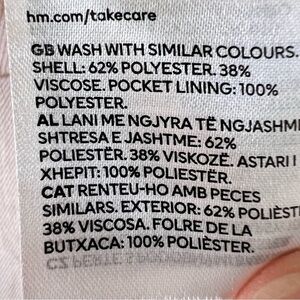 hm.com/takecare
GB WASH WITH SIMILAR COLOURS.
SHELL: 62% POLYESTER. 38%
VISCOSE. POCKET LINING: 100%
POLYESTER.
AL LANI ME NGJYRA TË NGJASHME
SHTRESA E JASHTME: 62%
POLIESTËR. 38% VISKOZË. ASTARI I
XHEPIT: 100% POLIESTËR.
CAT RENTEU-HO AMB PECES
SIMILARS. EXTERIOR: 62% POLIÈST
38% VISCOSA. FOLRE DE LA
BUTXACA: 100% POLIÈSTER.